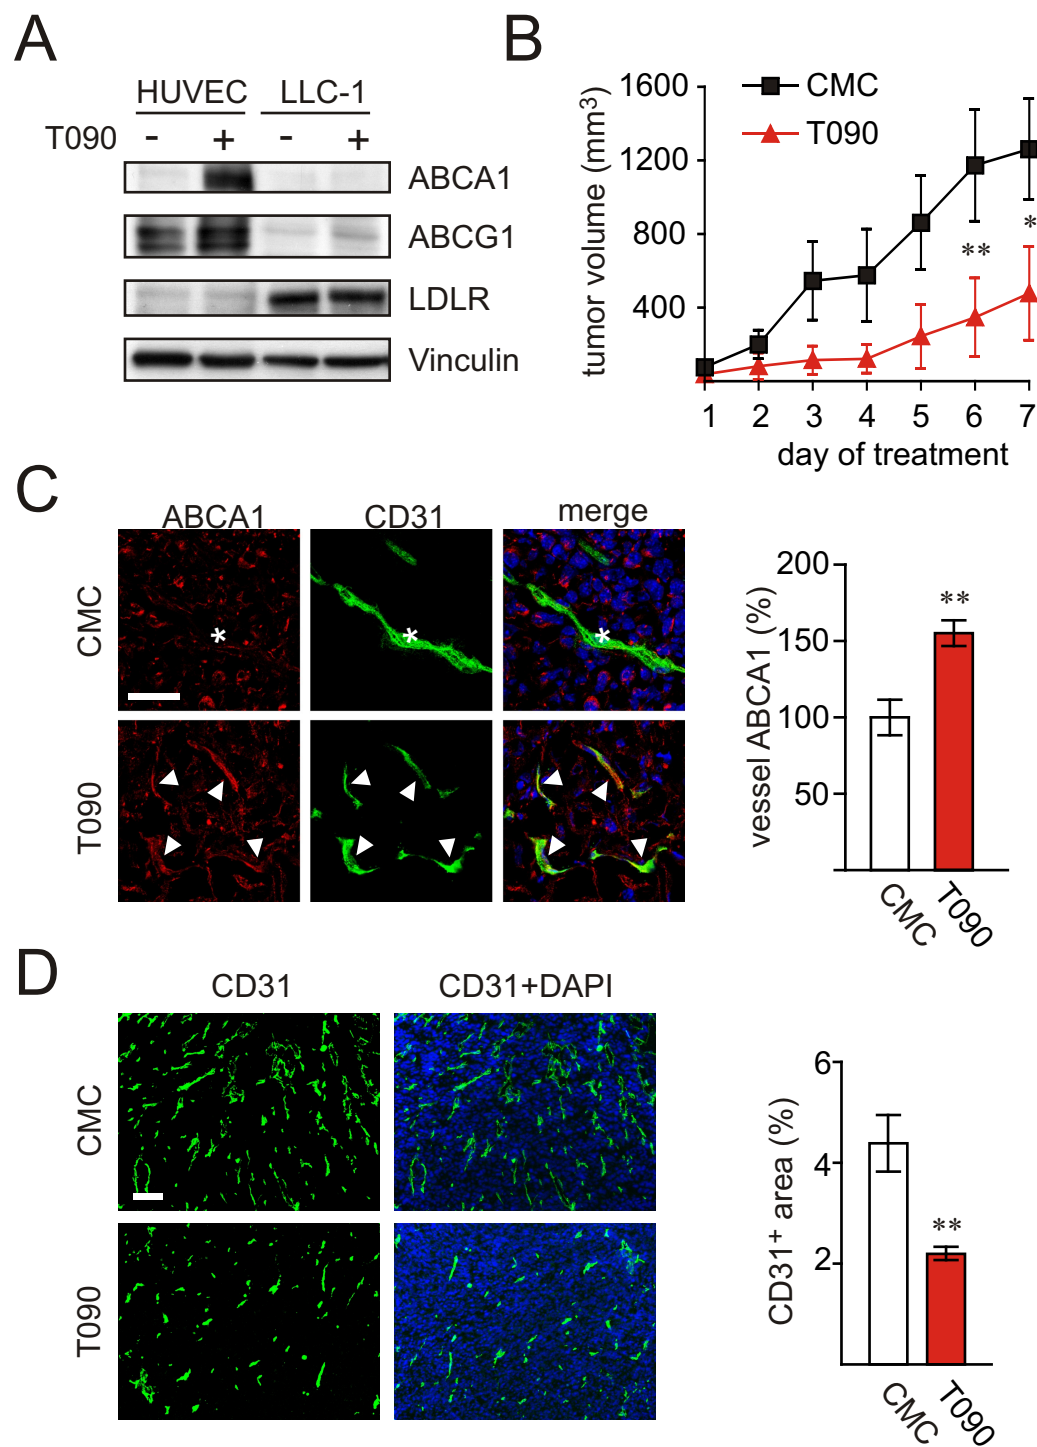 A
HUVEC LLC-1
T090 - + - +
ABCA1
ABCG1
LDLR
Vinculin
B
CMC
T090
tumor volume (mm³)
1600
1200
800
400
**
*
1 2 3 4 5 6 7
day of treatment
C
ABCA1 CD31 merge
CMC
* * *
T090
vessel ABCA1 (%)
200
150
100
50
**
CMC T090
D
CD31 CD31+DAPI
CMC
T090
CD31⁺ area (%)
6
4
2
**
CMC T090